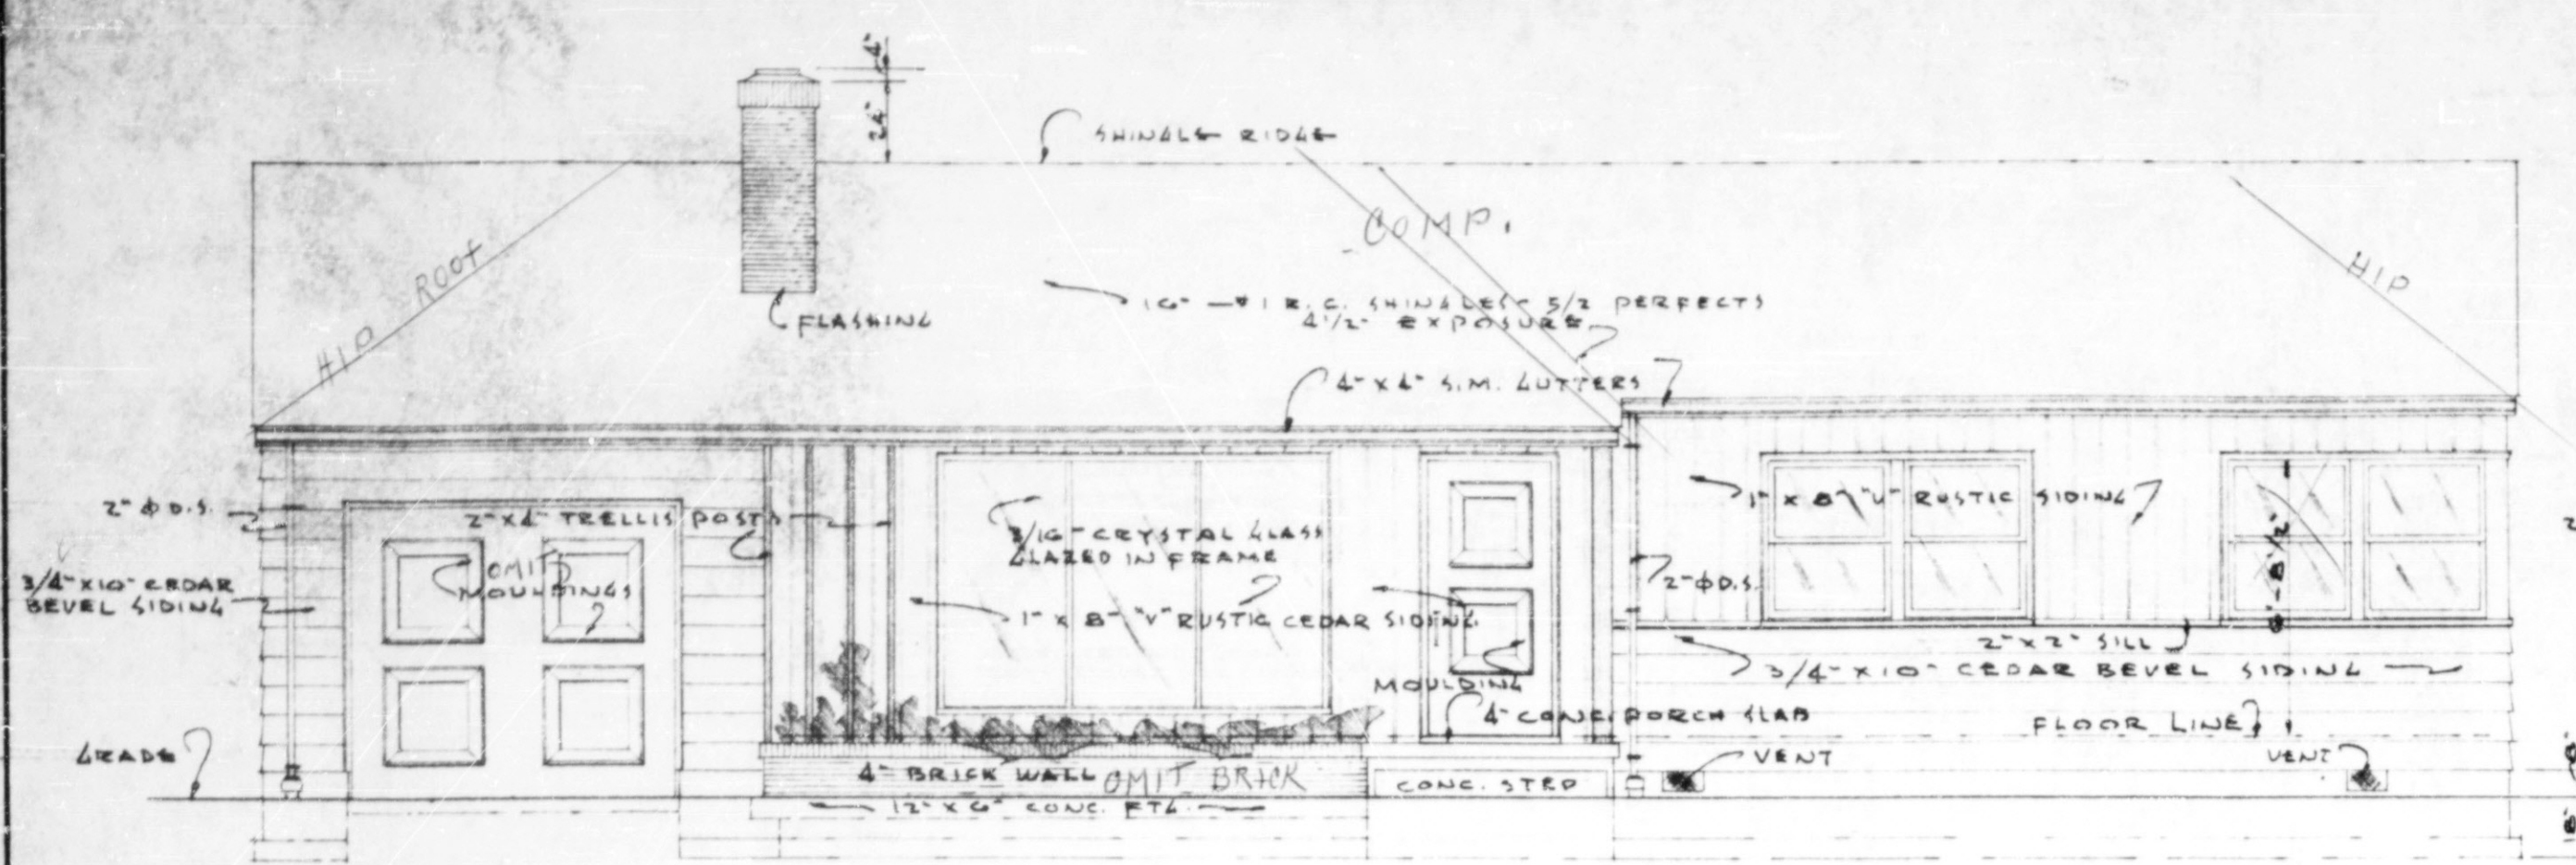 4"
24"
SHINGLE RIDGE
COMP.
HIP ROOF
HIP
FLASHING
16" - #1 R.C. SHINGLES - 5/2 PERFECTS
4 1/2" EXPOSURE
4" X 4" S.M. GUTTERS
2" ϕ D.S.
2" X 4" TRELLIS POSTS
1" X 8" "V" RUSTIC SIDING
3/16" CRYSTAL GLASS
GLAZED IN FRAME
OMIT
MOULDINGS
3/4" X 10" CEDAR
BEVEL SIDING
2" ϕ D.S.
6'-8 1/2"
1" X 8" "V" RUSTIC CEDAR SIDING
2" X 2" SILL
3/4" X 10" CEDAR BEVEL SIDING
MOULDING
4" CONC. PORCH SLAB
FLOOR LINE
GRADE
VENT
VENT
4" BRICK WALL OMIT BRICK
CONC. STEP
12" X 6" CONC. FTG.